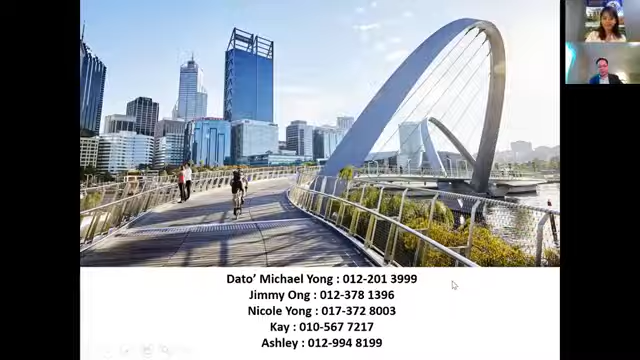 Dato’ Michael Yong : 012-201 3999
Jimmy Ong : 012-378 1396
Nicole Yong : 017-372 8003
Kay : 010-567 7217
Ashley : 012-994 8199